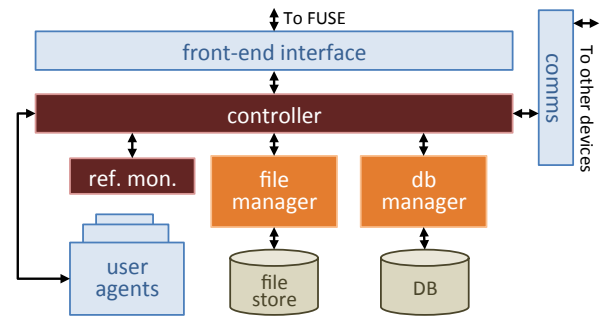 To FUSE
front-end interface
comms
To other devices
controller
ref. mon.
file
manager
db
manager
user
agents
file
store
DB